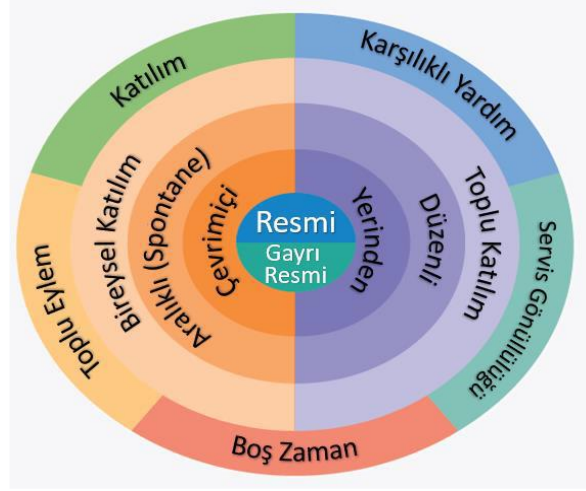 Katılım
Karşılıklı Yardım
Bireysel Katılım
Aralıklı (Spontane)
Çevrimiçi
Resmi
Gayrı
Resmi
Yerinden
Düzenli
Toplu Katılım
Toplu Eylem
Servis Gönüllülüğü
Boş Zaman